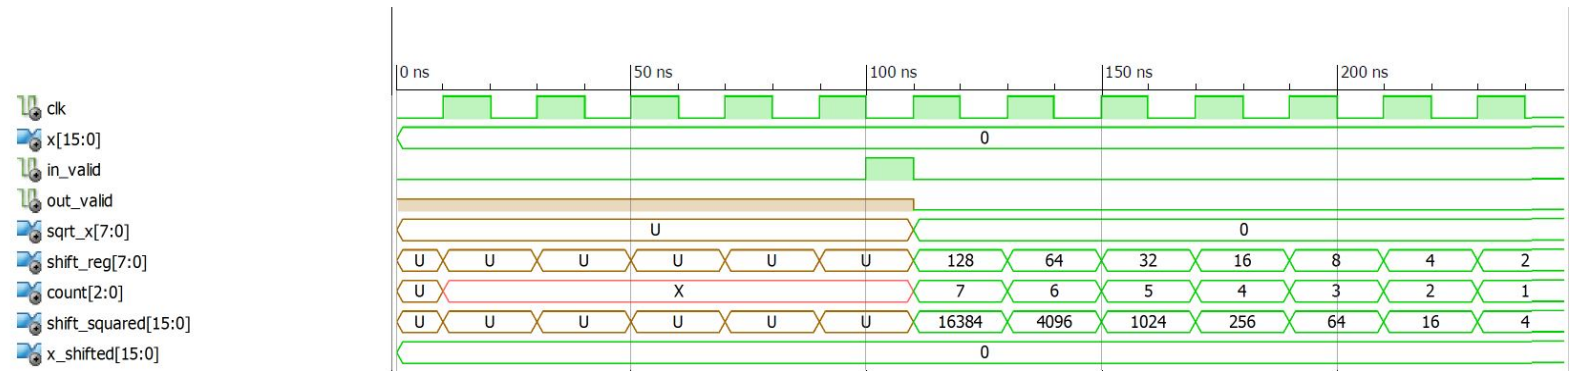 0 ns 50 ns 100 ns 150 ns 200 ns
clk
x[15:0] 0
in_valid
out_valid
sqrt_x[7:0] U 0
shift_reg[7:0] U U U U U U 128 64 32 16 8 4 2
count[2:0] U X 7 6 5 4 3 2 1
shift_squared[15:0] U U U U U U 16384 4096 1024 256 64 16 4
x_shifted[15:0] 0